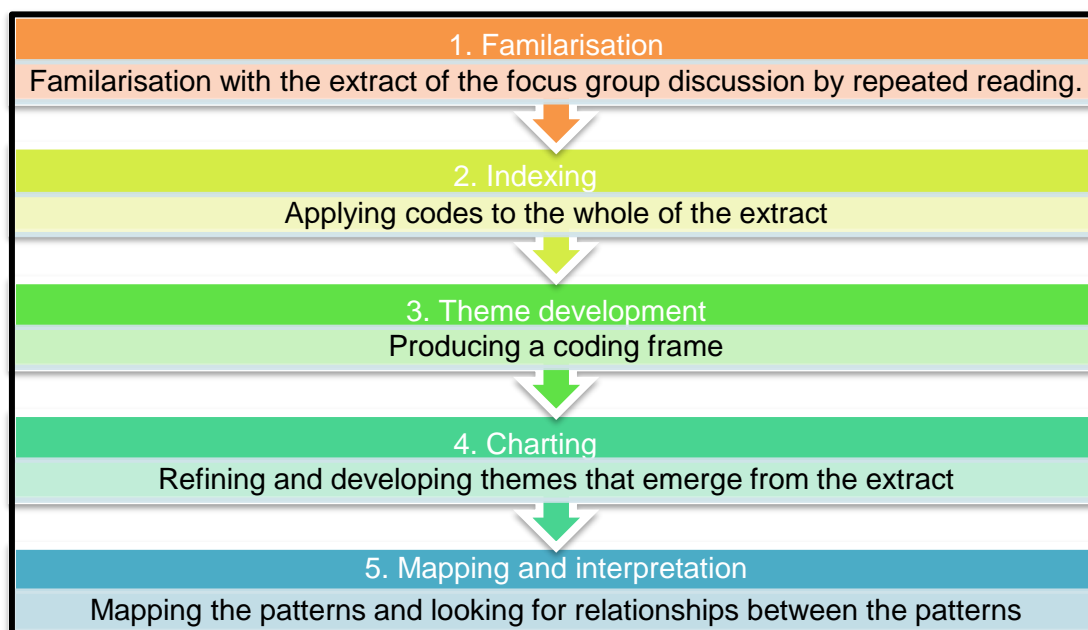 1. Familarisation
Familarisation with the extract of the focus group discussion by repeated reading.
2. Indexing
Applying codes to the whole of the extract
3. Theme development
Producing a coding frame
4. Charting
Refining and developing themes that emerge from the extract
5. Mapping and interpretation
Mapping the patterns and looking for relationships between the patterns